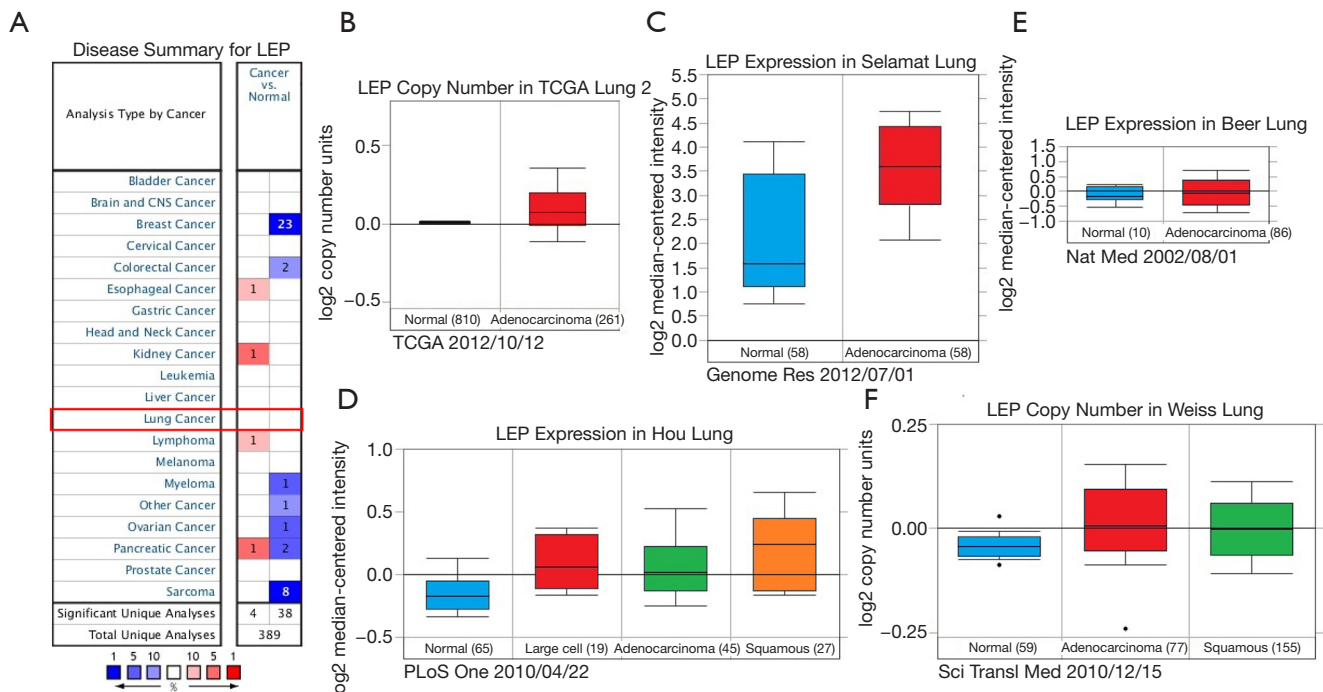 A
Disease Summary for LEP
Analysis Type by Cancer
Cancer
vs.
Normal
Bladder Cancer
Brain and CNS Cancer
Breast Cancer 23
Cervical Cancer
Colorectal Cancer 2
Esophageal Cancer 1
Gastric Cancer
Head and Neck Cancer
Kidney Cancer 1
Leukemia
Liver Cancer
Lung Cancer
Lymphoma 1
Melanoma
Myeloma 1
Other Cancer 1
Ovarian Cancer 1
Pancreatic Cancer 1 2
Prostate Cancer
Sarcoma 8
Significant Unique Analyses 4 38
Total Unique Analyses 389
1 5 10 10 5 1
%
B
LEP Copy Number in TCGA Lung 2
log2 copy number units
0.5
0.0
−0.5
Normal (810) Adenocarcinoma (261)
TCGA 2012/10/12
C
LEP Expression in Selamat Lung
log2 median-centered intensity
5.5
5.0
4.5
4.0
3.5
3.0
2.5
2.0
1.5
1.0
0.5
0.0
Normal (58) Adenocarcinoma (58)
Genome Res 2012/07/01
E
LEP Expression in Beer Lung
log2 median-centered intensity
1.5
1.0
0.5
0.0
−0.5
−1.0
Normal (10) Adenocarcinoma (86)
Nat Med 2002/08/01
D
LEP Expression in Hou Lung
log2 median-centered intensity
1.0
0.5
0.0
−0.5
Normal (65) Large cell (19) Adenocarcinoma (45) Squamous (27)
PLoS One 2010/04/22
F
LEP Copy Number in Weiss Lung
log2 copy number units
0.25
0.00
−0.25
Normal (59) Adenocarcinoma (77) Squamous (155)
Sci Transl Med 2010/12/15